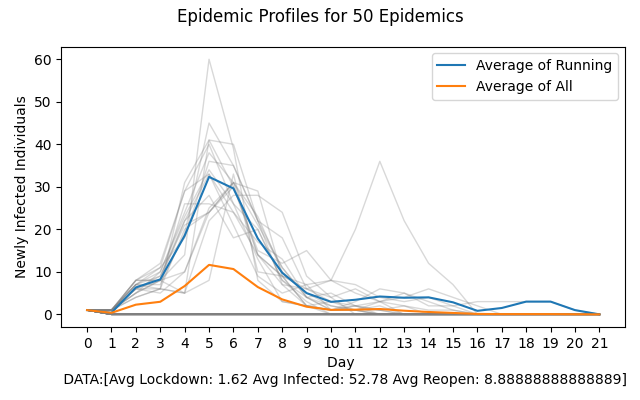 Epidemic Profiles for 50 Epidemics
Newly Infected Individuals
60
50
40
30
20
10
0
Average of Running
Average of All
0 1 2 3 4 5 6 7 8 9 10 11 12 13 14 15 16 17 18 19 20 21
Day
DATA:[Avg Lockdown: 1.62 Avg Infected: 52.78 Avg Reopen: 8.88888888888889]